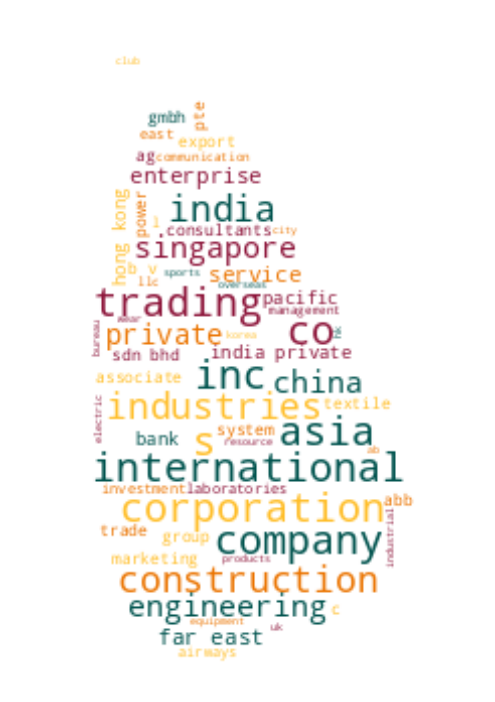 club
gmbh pte
east export
ag communication
enterprise
hong kong power india
l
consultants city
singapore
b v sports service
llc overseas
trading pacific
wear management
bureau private co hk
korea
sdn bhd india private
inc china
associate
electric industries textile
s system asia
bank resource
ab
international
investment laboratories
corporation abb
trade group company industrial
marketing products
construction
engineering c
equipment uk
far east
airways